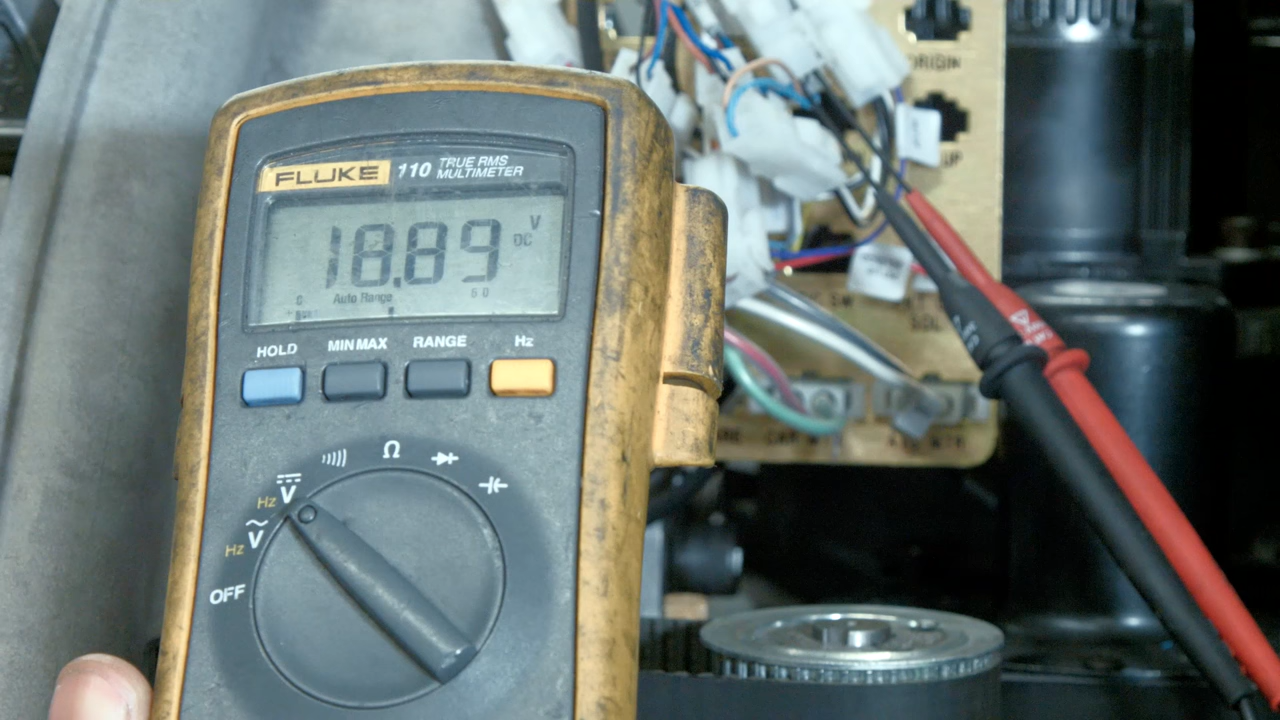 ORIGIN
UP
FLUKE 110 TRUE RMS
MULTIMETER
18.89 V
DC
Auto Range 60
HOLD MIN MAX RANGE Hz
Ω
Hz V
Hz V
OFF